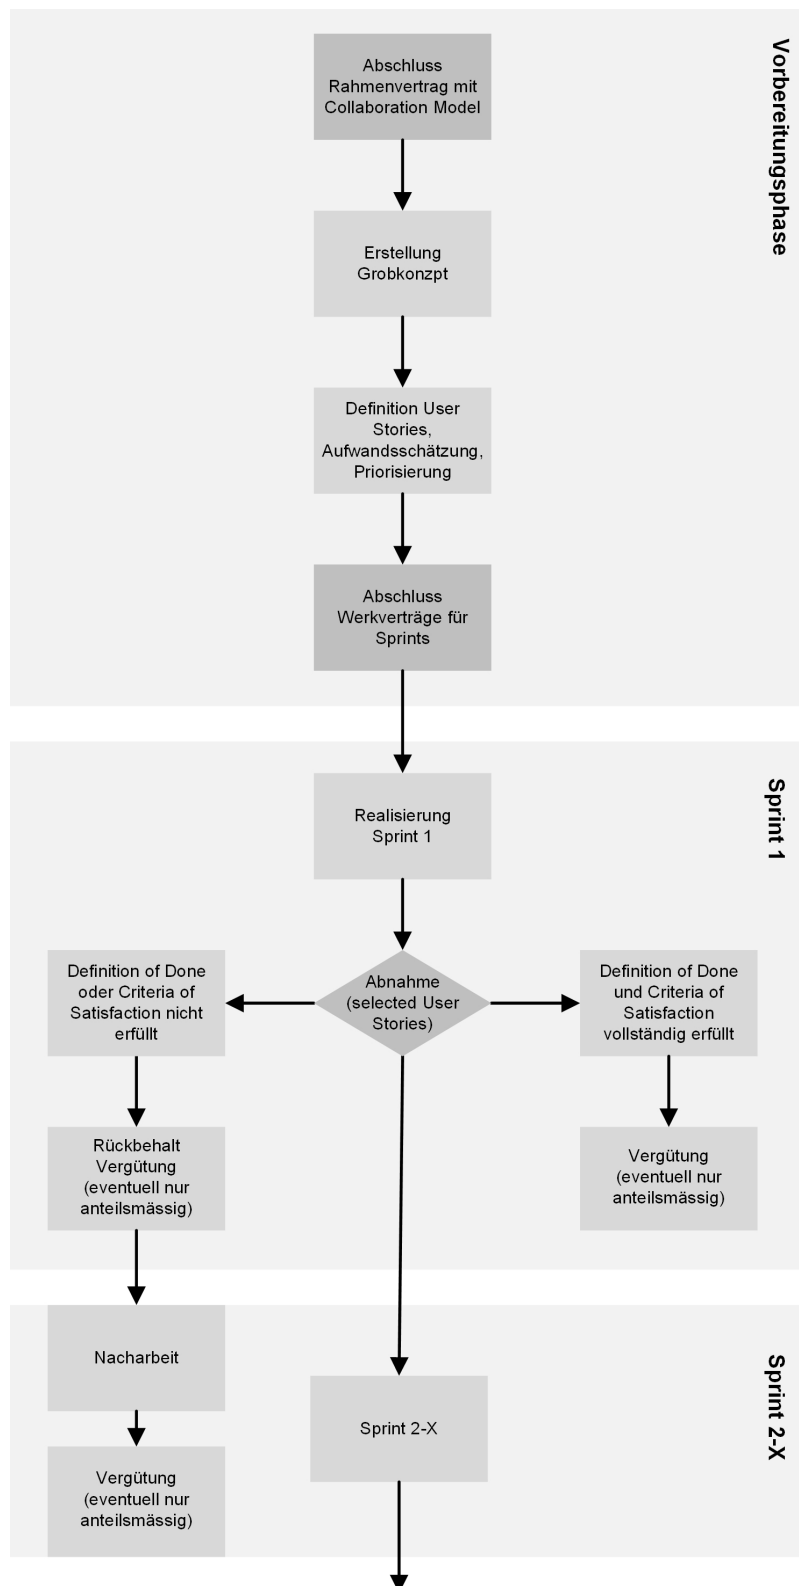 Vorbereitungsphase
Abschluss
Rahmenvertrag mit
Collaboration Model
Erstellung
Grobkonzpt
Definition User
Stories,
Aufwandsschätzung,
Priorisierung
Abschluss
Werkverträge für
Sprints
Sprint 1
Realisierung
Sprint 1
Abnahme
(selected User
Stories)
Definition of Done
oder Criteria of
Satisfaction nicht
erfüllt
Definition of Done
und Criteria of
Satisfaction
vollständig erfüllt
Rückbehalt
Vergütung
(eventuell nur
anteilsmässig)
Vergütung
(eventuell nur
anteilsmässig)
Sprint 2-X
Nacharbeit
Sprint 2-X
Vergütung
(eventuell nur
anteilsmässig)